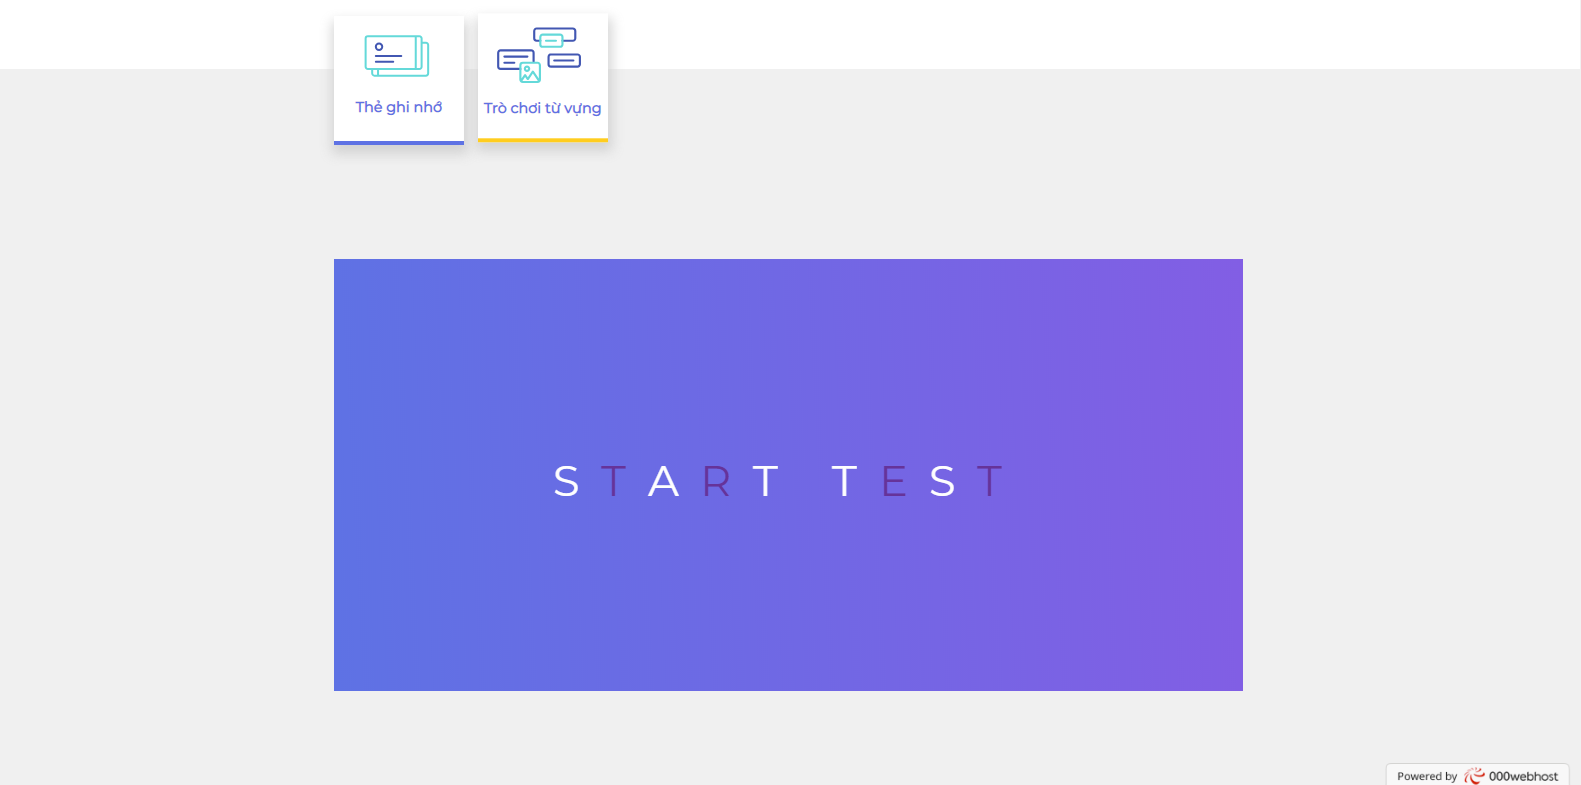 Thẻ ghi nhớ
Trò chơi từ vựng
START TEST
Powered by 000webhost